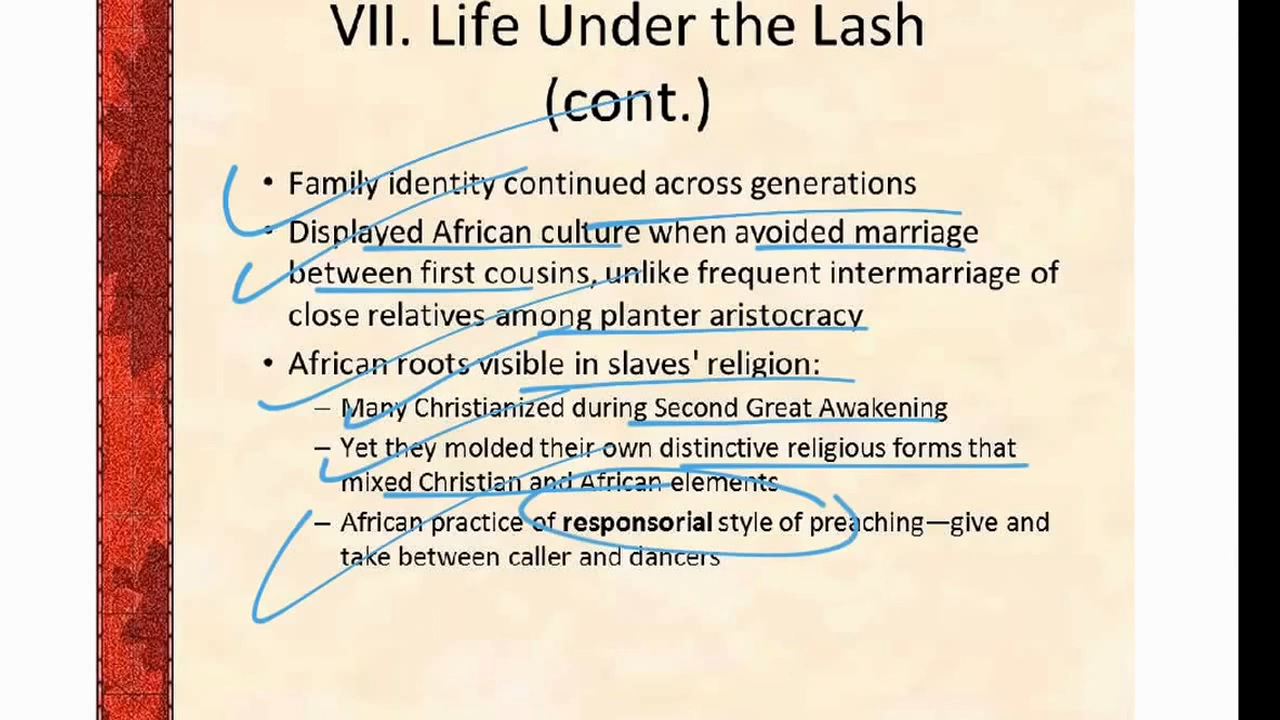 VII. Life Under the Lash
(cont.)
• Family identity continued across generations
• Displayed African culture when avoided marriage
between first cousins, unlike frequent intermarriage of
close relatives among planter aristocracy
• African roots visible in slaves' religion:
– Many Christianized during Second Great Awakening
– Yet they molded their own distinctive religious forms that
mixed Christian and African elements
– African practice of responsorial style of preaching—give and
take between caller and dancers